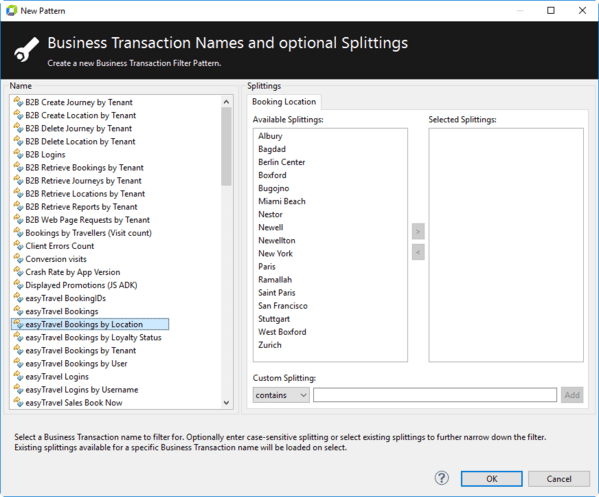 New Pattern
Business Transaction Names and optional Splittings
Create a new Business Transaction Filter Pattern.
Name
B2B Create Journey by Tenant
B2B Create Location by Tenant
B2B Delete Journey by Tenant
B2B Delete Location by Tenant
B2B Logins
B2B Retrieve Bookings by Tenant
B2B Retrieve Journeys by Tenant
B2B Retrieve Locations by Tenant
B2B Retrieve Reports by Tenant
B2B Web Page Requests by Tenant
Bookings by Travellers (Visit count)
Client Errors Count
Conversion visits
Crash Rate by App Version
Displayed Promotions (JS ADK)
easyTravel BookingIDs
easyTravel Bookings
easyTravel Bookings by Location
easyTravel Bookings by Loyalty Status
easyTravel Bookings by Tenant
easyTravel Bookings by User
easyTravel Logins
easyTravel Logins by Username
easyTravel Sales Book Now
Splittings
Booking Location
Available Splittings:
Albury
Bagdad
Berlin Center
Boxford
Bugojno
Miami Beach
Nestor
Newell
Newellton
New York
Paris
Ramallah
Saint Paris
San Francisco
Stuttgart
West Boxford
Zurich
>
<
Selected Splittings:
Custom Splitting:
contains
Add
Select a Business Transaction name to filter for. Optionally enter case-sensitive splitting or select existing splittings to further narrow down the filter.
Existing splittings available for a specific Business Transaction name will be loaded on select.
?
OK
Cancel